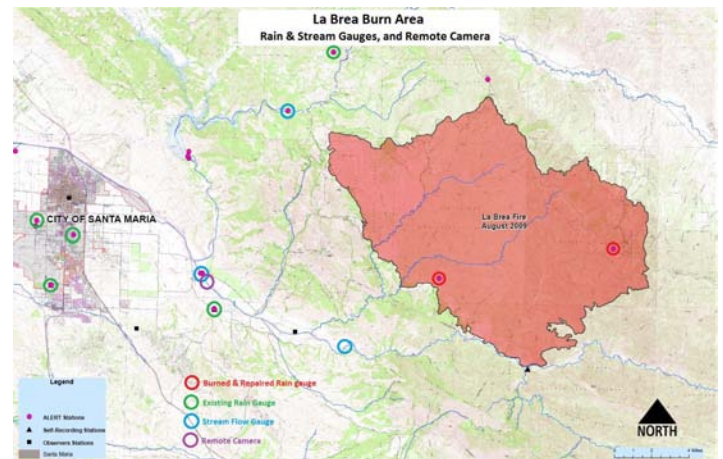 La Brea Burn Area
Rain & Stream Gauges, and Remote Camera
CITY OF SANTA MARIA
La Brea Fire
August 2009
Legend
ALERT Stations
Self-Recording Stations
Observers Stations
Santa Maria
Burned & Repaired Rain gauge
Existing Rain Gauge
Stream Flow Gauge
Remote Camera
NORTH